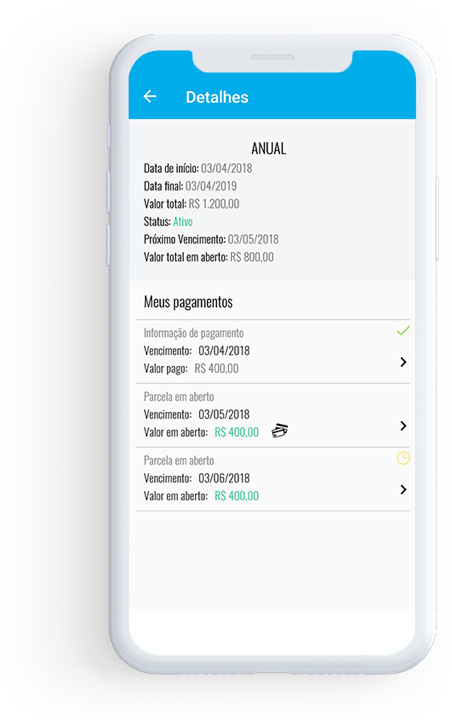 Detalhes
ANUAL
Data de início: 03/04/2018
Data final: 03/04/2019
Valor total: R$ 1.200,00
Status: Ativo
Próximo Vencimento: 03/05/2018
Valor total em aberto: R$ 800,00
Meus pagamentos
Informação de pagamento
Vencimento: 03/04/2018
Valor pago: R$ 400,00
Parcela em aberto
Vencimento: 03/05/2018
Valor em aberto: R$ 400,00
Parcela em aberto
Vencimento: 03/06/2018
Valor em aberto: R$ 400,00